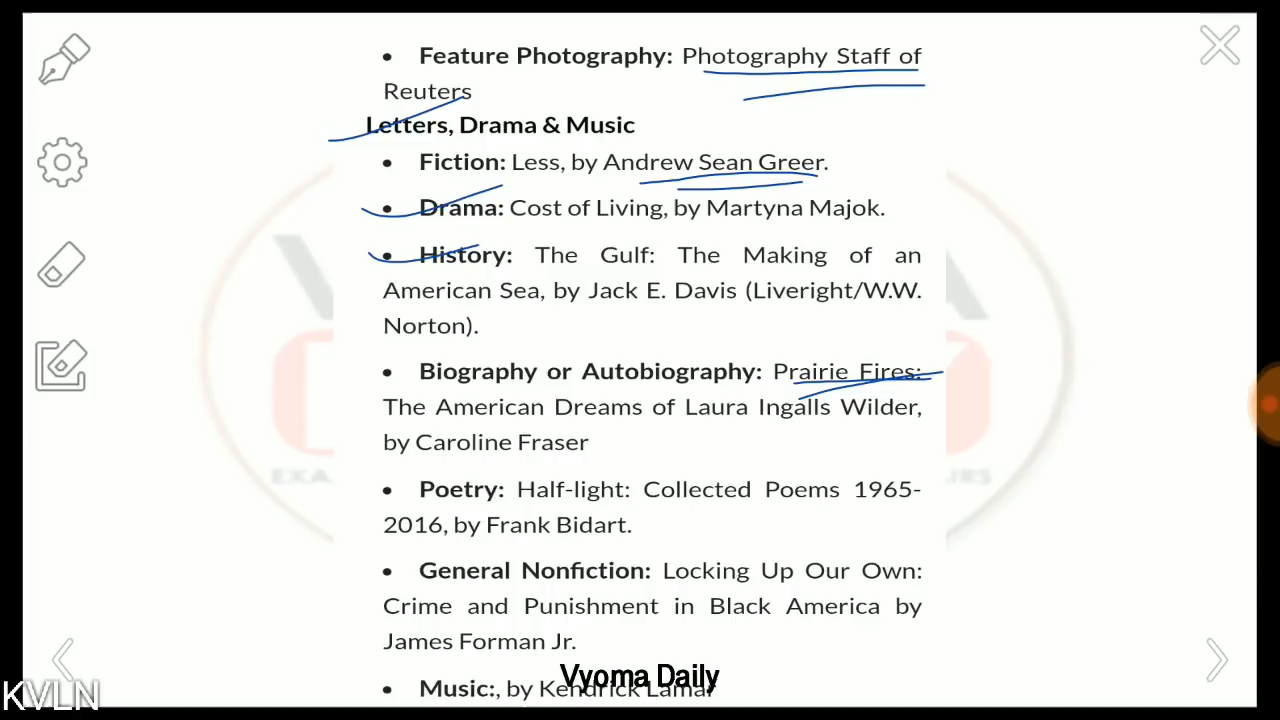 • Feature Photography: Photography Staff of
Reuters
Letters, Drama & Music
• Fiction: Less, by Andrew Sean Greer.
• Drama: Cost of Living, by Martyna Majok.
• History: The Gulf: The Making of an
American Sea, by Jack E. Davis (Liveright/W.W.
Norton).
• Biography or Autobiography: Prairie Fires:
The American Dreams of Laura Ingalls Wilder,
by Caroline Fraser
• Poetry: Half-light: Collected Poems 1965-
2016, by Frank Bidart.
• General Nonfiction: Locking Up Our Own:
Crime and Punishment in Black America by
James Forman Jr.
Vyoma Daily
• Music:, by Kendrick Lamar
KVLN